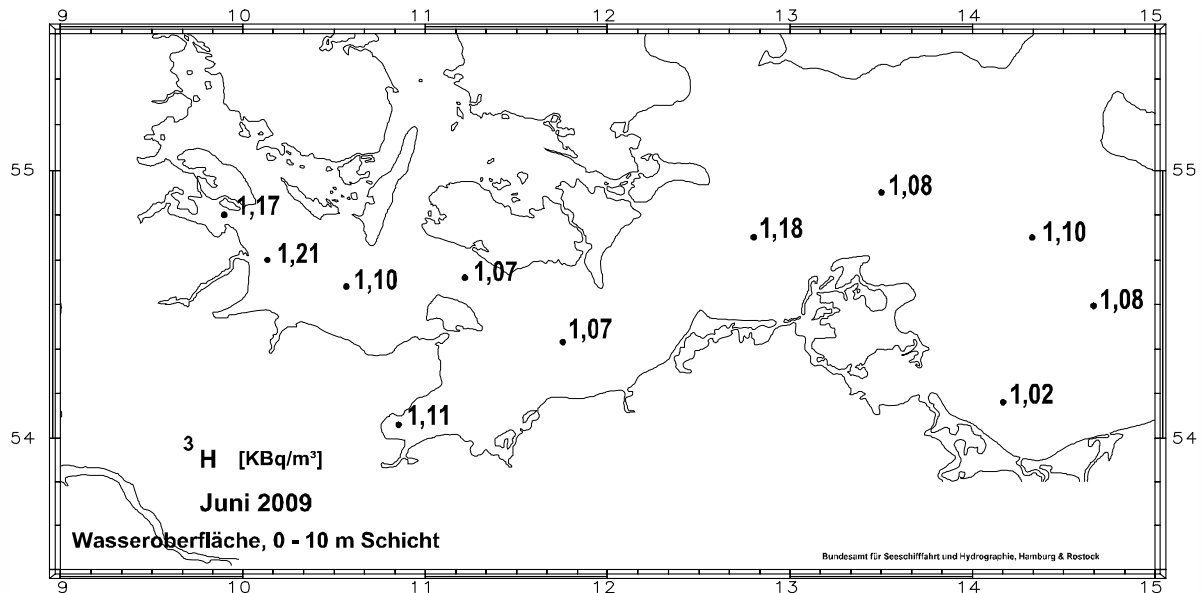 9 10 11 12 13 14 15
55 55
1,08
1,17
1,18
1,10
1,21
1,10
1,07
1,08
1,07
1,02
1,11
54 54
³H [KBq/m³]
Juni 2009
Wasseroberfläche, 0 - 10 m Schicht
Bundesamt für Seeschifffahrt und Hydrographie, Hamburg & Rostock
9 10 11 12 13 14 15